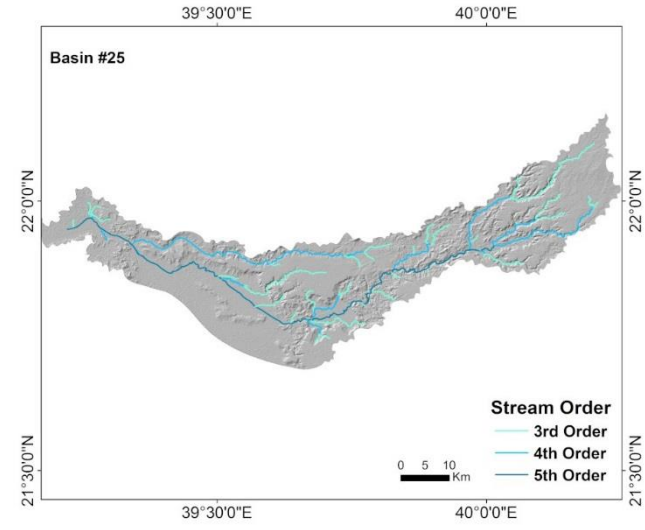 39°30'0"E 40°0'0"E
Basin #25
22°0'0"N 22°0'0"N
Stream Order
3rd Order
4th Order
5th Order
0 5 10
Km
21°30'0"N 21°30'0"N
39°30'0"E 40°0'0"E